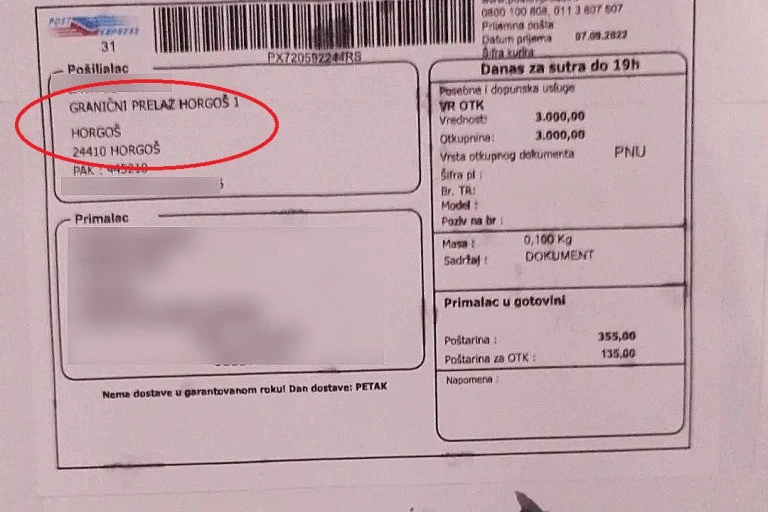 POST EXPRESS
31
PX720592244RS
0800 100 808, 011 3 607 607
Prijemna pošta
Datum prijema 07.09.2022
Šifra kurira
Pošiljalac
GRANIČNI PRELAZ HORGOŠ 1
HORGOŠ
24410 HORGOŠ
PAK :
Primalac
Nema dostave u garantovanom roku! Dan dostave: PETAK
Danas za sutra do 19h
Posebne i dopunska usluge
VR OTK
Vrednost: 3.000,00
Otkupnina: 3.000,00
Vrsta otkupnog dokumenta PNU
Šifra pl :
Br. TR:
Model :
Poziv na br :
Masa : 0,100 Kg
Sadržaj : DOKUMENT
Primalac u gotovini
Poštarina : 355,00
Poštarina za OTK : 135,00
Napomena :